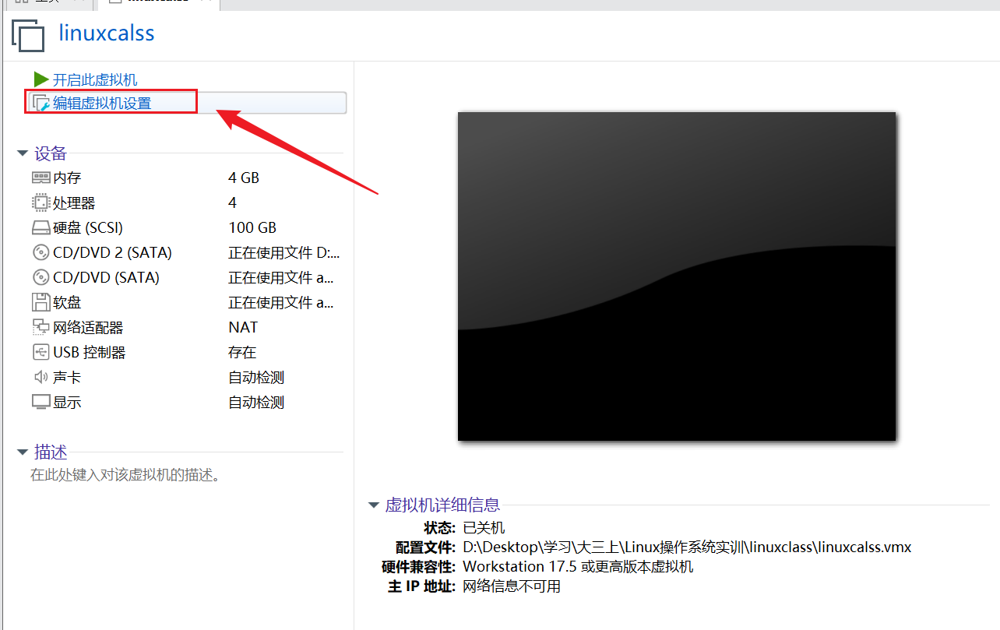 linuxcalss
开启此虚拟机
编辑虚拟机设置
设备
内存 4 GB
处理器 4
硬盘 (SCSI) 100 GB
CD/DVD 2 (SATA) 正在使用文件 D:...
CD/DVD (SATA) 正在使用文件 a...
软盘 正在使用文件 a...
网络适配器 NAT
USB 控制器 存在
声卡 自动检测
显示 自动检测
描述
在此处键入对该虚拟机的描述。
虚拟机详细信息
状态: 已关机
配置文件: D:\Desktop\学习\大三上\Linux操作系统实训\linuxclass\linuxcalss.vmx
硬件兼容性: Workstation 17.5 或更高版本虚拟机
主 IP 地址: 网络信息不可用